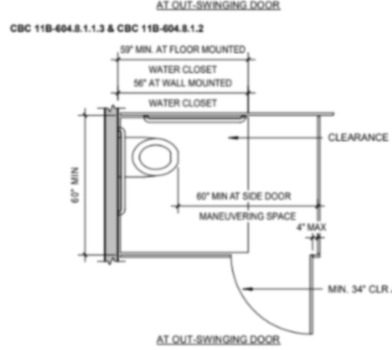 AT OUT-SWINGING DOOR
CBC 11B-604.8.1.1.3 & CBC 11B-604.8.1.2
59" MIN. AT FLOOR MOUNTED
WATER CLOSET
56" AT WALL MOUNTED
WATER CLOSET
CLEARANCE
60" MIN
60" MIN AT SIDE DOOR
MANEUVERING SPACE
4" MAX
MIN. 34" CLR
AT OUT-SWINGING DOOR